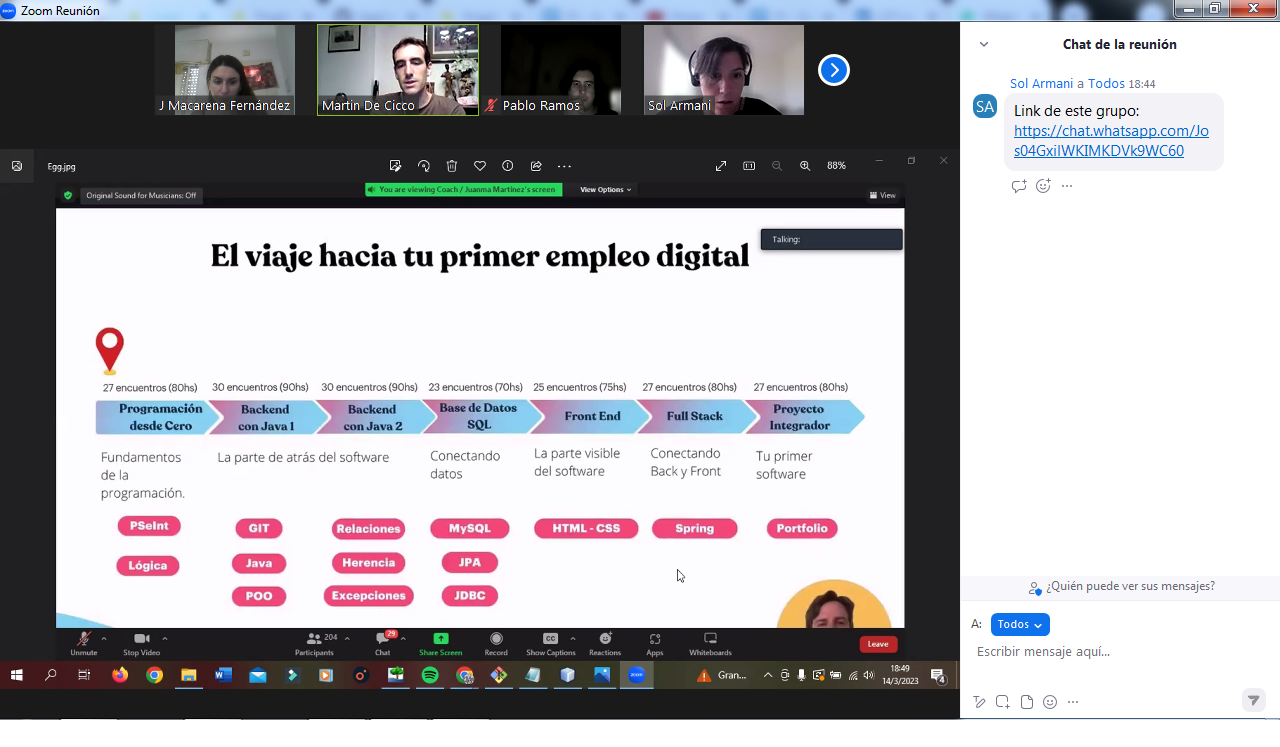 Zoom Reunión
J Macarena Fernández
Martin De Cicco
Pablo Ramos
Sol Armani
Egg.jpg
88%
Original Sound for Musicians: Off
You are viewing Coach / Juanma Martinez's screen
View Options
View
Talking:
El viaje hacia tu primer empleo digital
27 encuentros (80hs)
30 encuentros (90hs)
30 encuentros (90hs)
23 encuentros (70hs)
25 encuentros (75hs)
27 encuentros (80hs)
27 encuentros (80hs)
Programación
desde Cero
Backend
con Java 1
Backend
con Java 2
Base de Datos
SQL
Front End
Full Stack
Proyecto
Integrador
Fundamentos
de la
programación.
La parte de atrás del software
Conectando
datos
La parte visible
del software
Conectando
Back y Front
Tu primer
software
PSeInt
Lógica
GIT
Java
POO
Relaciones
Herencia
Excepciones
MySQL
JPA
JDBC
HTML - CSS
Spring
Portfolio
Unmute
Stop Video
204
Participants
29
Chat
Share Screen
Record
CC
Show Captions
Reactions
Apps
Whiteboards
Leave
zoom
Gran...
18:49
14/3/2023
4
Chat de la reunión
Sol Armani a Todos 18:44
SA
Link de este grupo:
https://chat.whatsapp.com/Jo
s04GxiIWKIMKDVk9WC60
¿Quién puede ver sus mensajes?
A:
Todos
Escribir mensaje aquí...